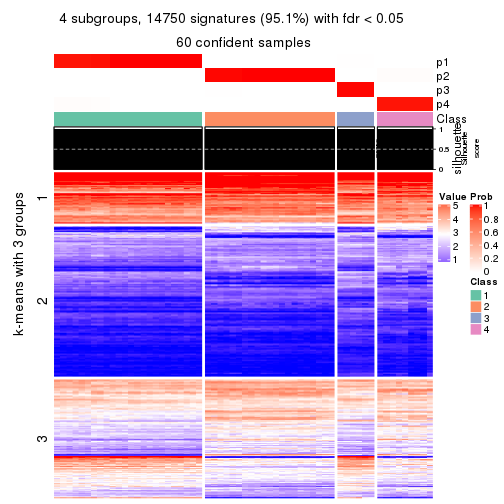 4 subgroups, 14750 signatures (95.1%) with fdr < 0.05
60 confident samples
p1
p2
p3
p4
Class
silhouette
Silhouette
score
1
0.5
0
k-means with 3 groups
1
2
3
Value
5
4
3
2
1
Prob
1
0.8
0.6
0.4
0.2
0
Class
1
2
3
4